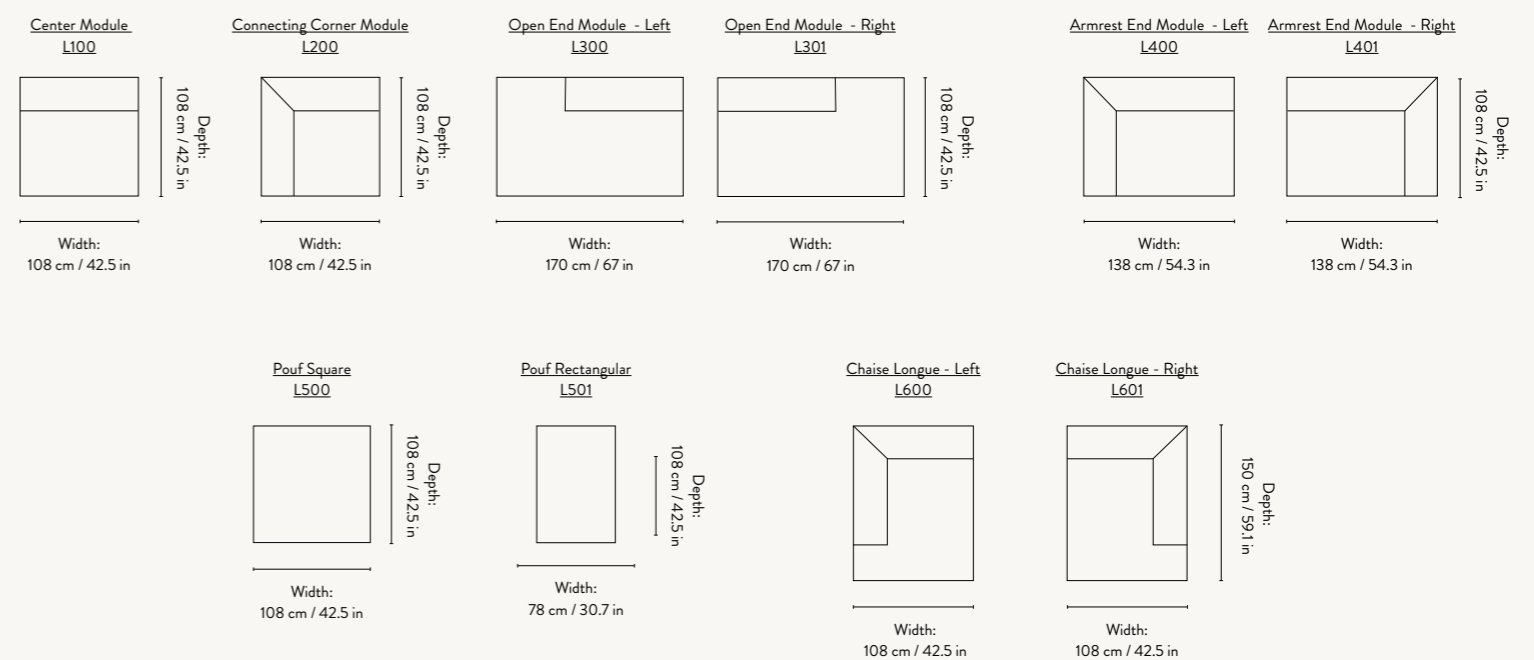 Center Module
L100
Depth:
108 cm / 42.5 in
Width:
108 cm / 42.5 in
Connecting Corner Module
L200
Depth:
108 cm / 42.5 in
Width:
108 cm / 42.5 in
Open End Module - Left
L300
Width:
170 cm / 67 in
Open End Module - Right
L301
Depth:
108 cm / 42.5 in
Width:
170 cm / 67 in
Armrest End Module - Left
L400
Width:
138 cm / 54.3 in
Armrest End Module - Right
L401
Depth:
108 cm / 42.5 in
Width:
138 cm / 54.3 in
Pouf Square
L500
Depth:
108 cm / 42.5 in
Width:
108 cm / 42.5 in
Pouf Rectangular
L501
Depth:
108 cm / 42.5 in
Width:
78 cm / 30.7 in
Chaise Longue - Left
L600
Width:
108 cm / 42.5 in
Chaise Longue - Right
L601
Depth:
150 cm / 59.1 in
Width:
108 cm / 42.5 in